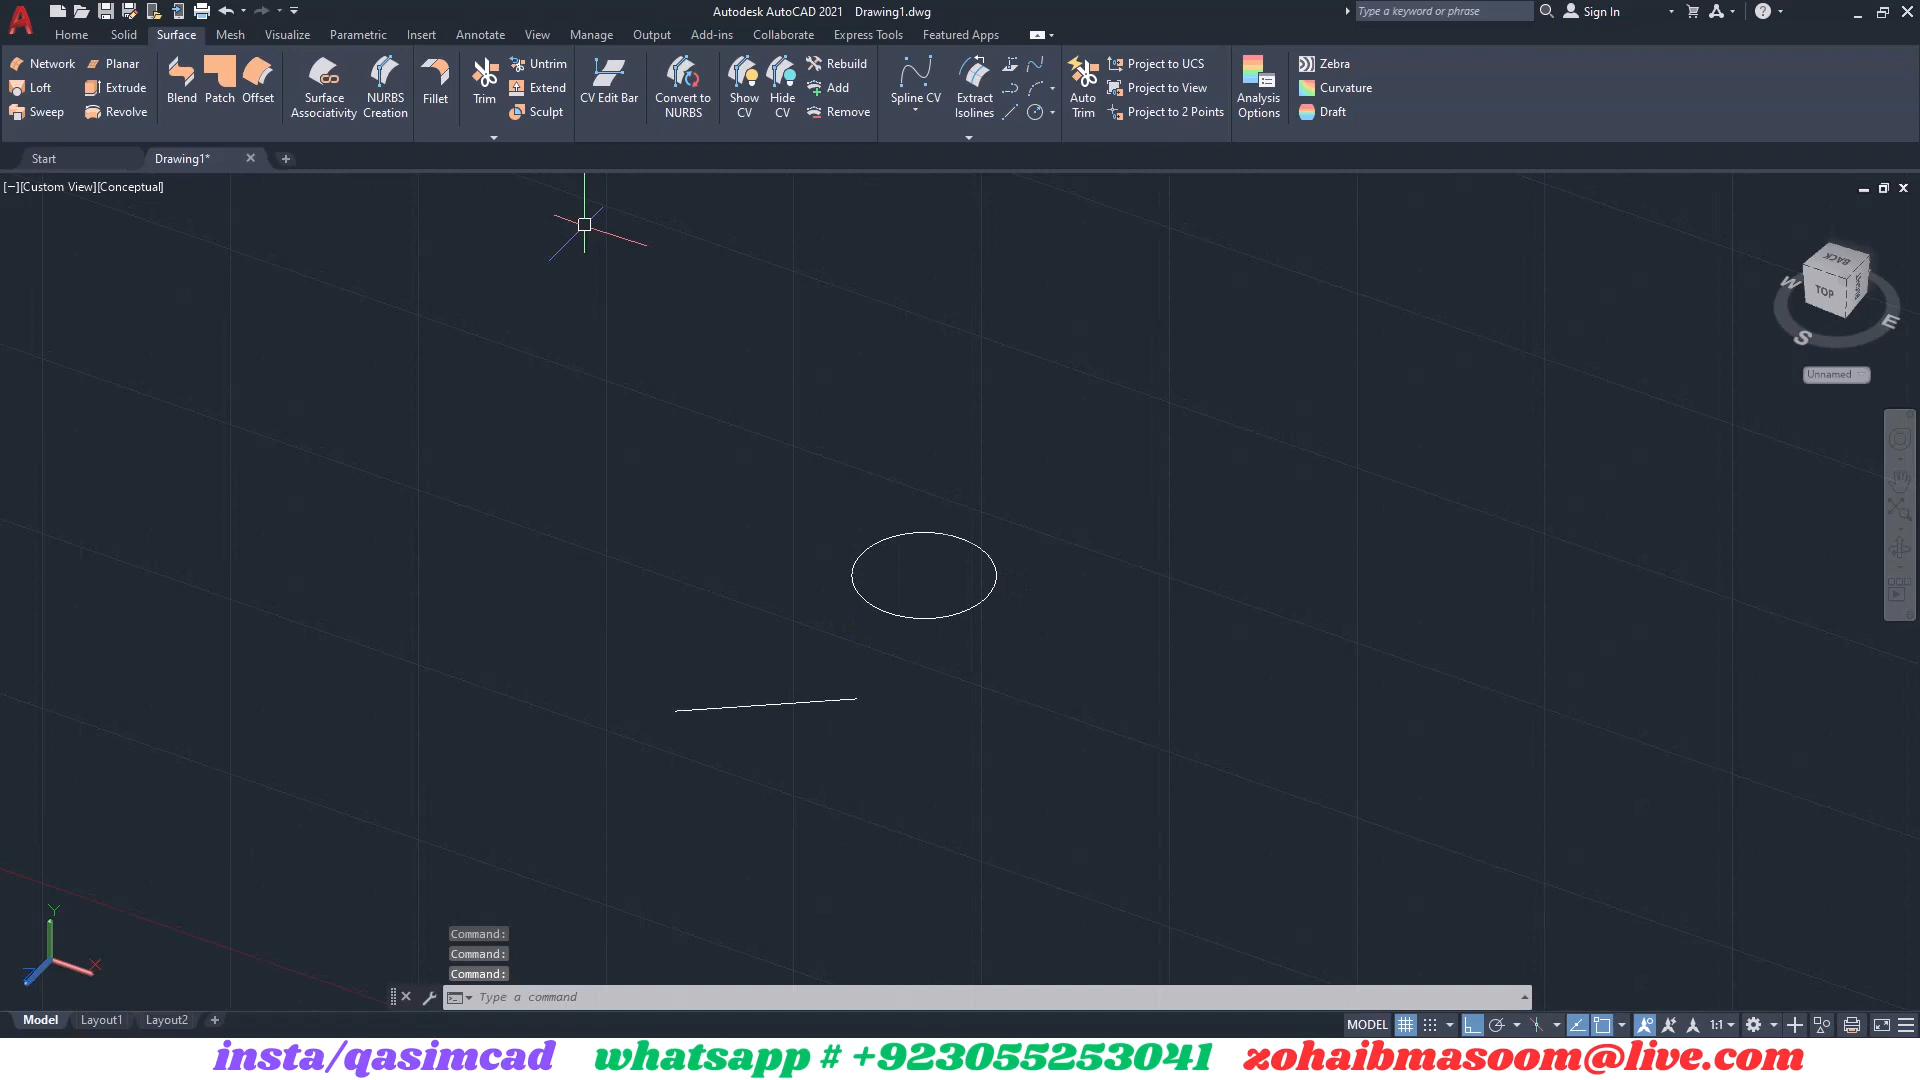 Autodesk AutoCAD 2021 Drawing1.dwg
Type a keyword or phrase
Sign In
Home Solid Surface Mesh Visualize Parametric Insert Annotate View Manage Output Add-ins Collaborate Express Tools Featured Apps
Network Planar
Loft Extrude
Sweep Revolve
Blend Patch Offset
Surface Associativity
NURBS Creation
Fillet
Trim
Untrim
Extend
Sculpt
CV Edit Bar
Convert to NURBS
Show CV
Hide CV
Rebuild
Add
Remove
Spline CV
Extract Isolines
Auto Trim
Project to UCS
Project to View
Project to 2 Points
Analysis Options
Zebra
Curvature
Draft
Start Drawing1*
[−][Custom View][Conceptual]
BACK
TOP
W
S
E
Unnamed
Y
X
Z
Command:
Command:
Command:
Type a command
Model Layout1 Layout2
MODEL 1:1
insta/qasimcad whatsapp # +923055253041 zohaibmasoom@live.com